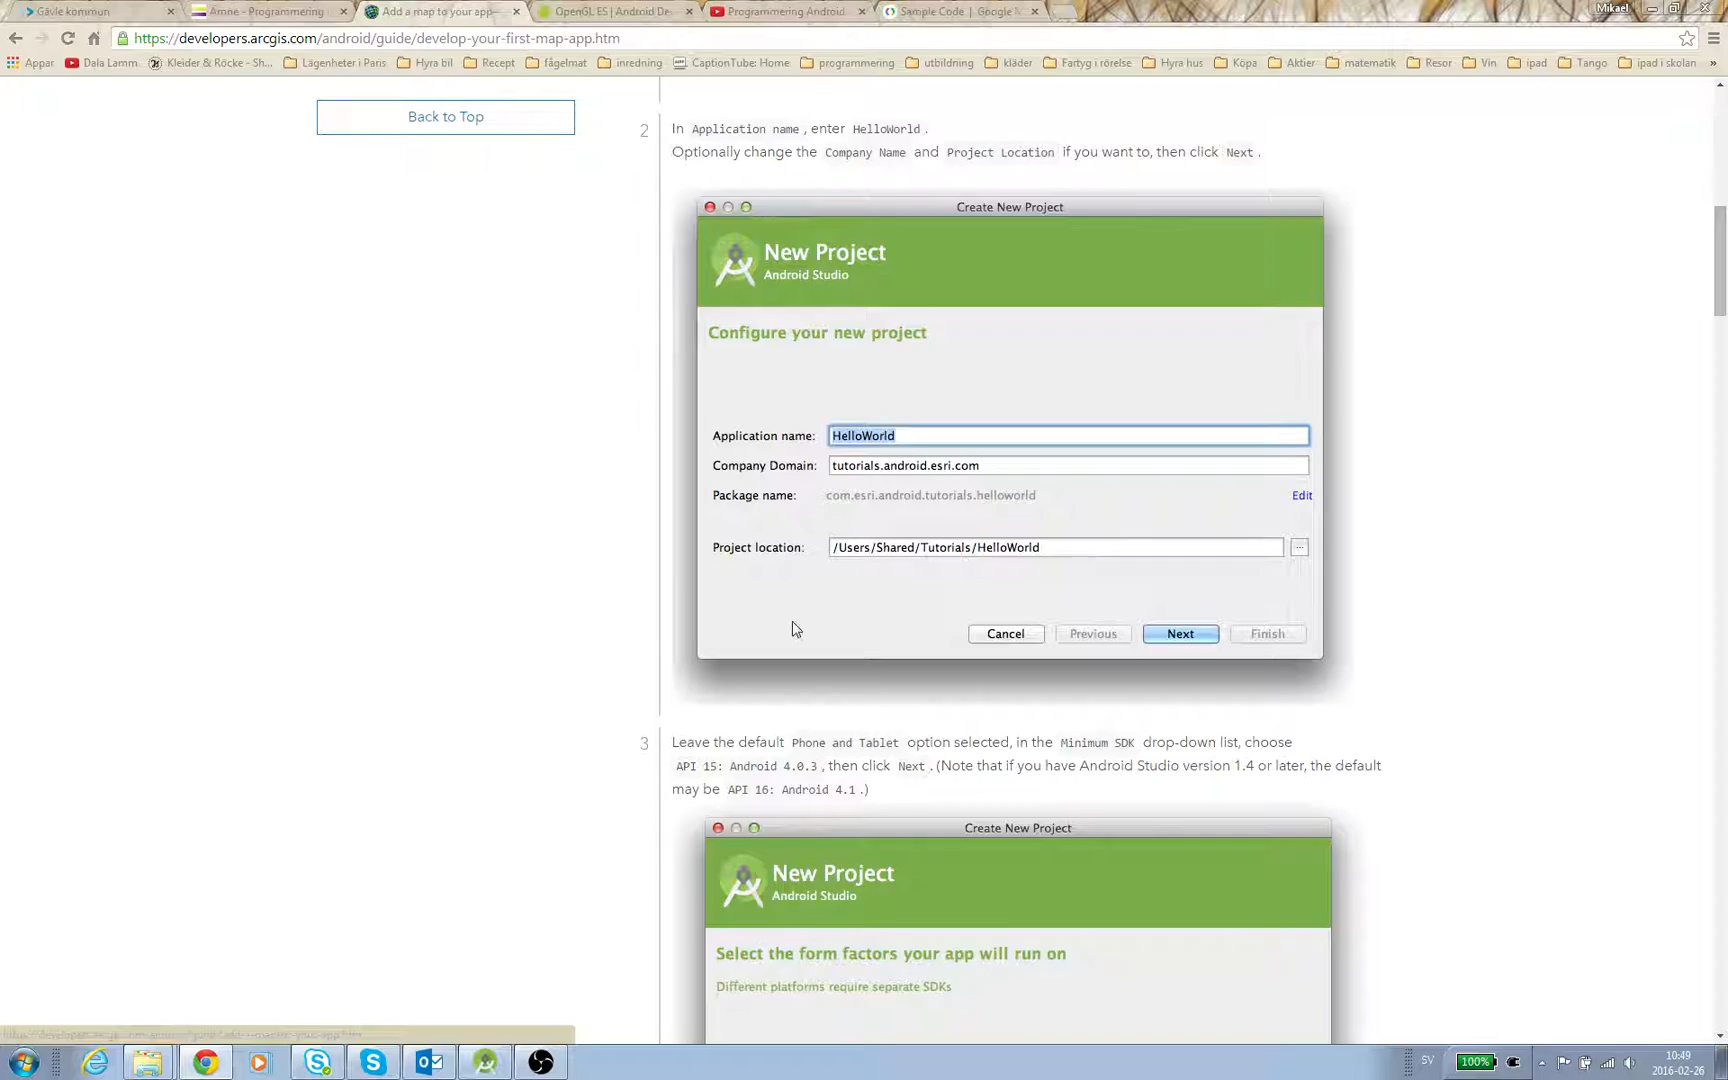 Gävle kommun
Amne - Programmering
Add a map to your app—
OpenGL ES | Android De
Programmering Android
Sample Code | Google M
Mikael
https://developers.arcgis.com/android/guide/develop-your-first-map-app.htm
Appar
Dala Lamm
Kleider & Röcke - Sh...
Lägenheter i Paris
Hyra bil
Recept
fågelmat
inredning
CaptionTube: Home
programmering
utbildning
kläder
Fartyg i rörelse
Hyra hus
Köpa
Aktier
matematik
Resor
Vin
ipad
Tango
ipad i skolan
»
Back to Top
2
In Application name , enter HelloWorld .
Optionally change the Company Name and Project Location if you want to, then click Next .
Create New Project
New Project
Android Studio
Configure your new project
Application name: HelloWorld
Company Domain: tutorials.android.esri.com
Package name: com.esri.android.tutorials.helloworld Edit
Project location: /Users/Shared/Tutorials/HelloWorld ...
Cancel Previous Next Finish
3
Leave the default Phone and Tablet option selected, in the Minimum SDK drop-down list, choose
API 15: Android 4.0.3 , then click Next . (Note that if you have Android Studio version 1.4 or later, the default
may be API 16: Android 4.1 .)
Create New Project
New Project
Android Studio
Select the form factors your app will run on
Different platforms require separate SDKs
SV
100%
10:49
2016-02-26